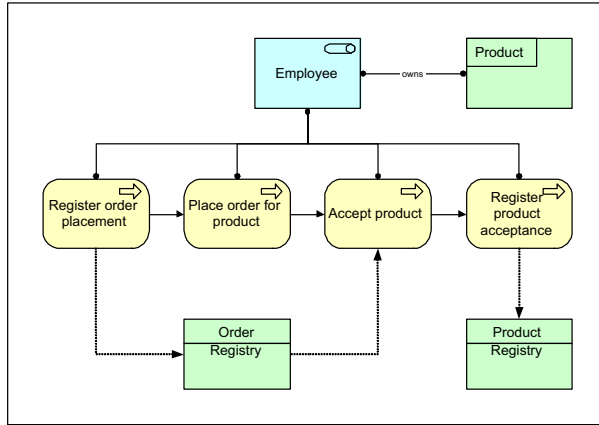 Employee
owns
Product
Register order
placement
Place order for
product
Accept product
Register
product
acceptance
Order
Registry
Product
Registry